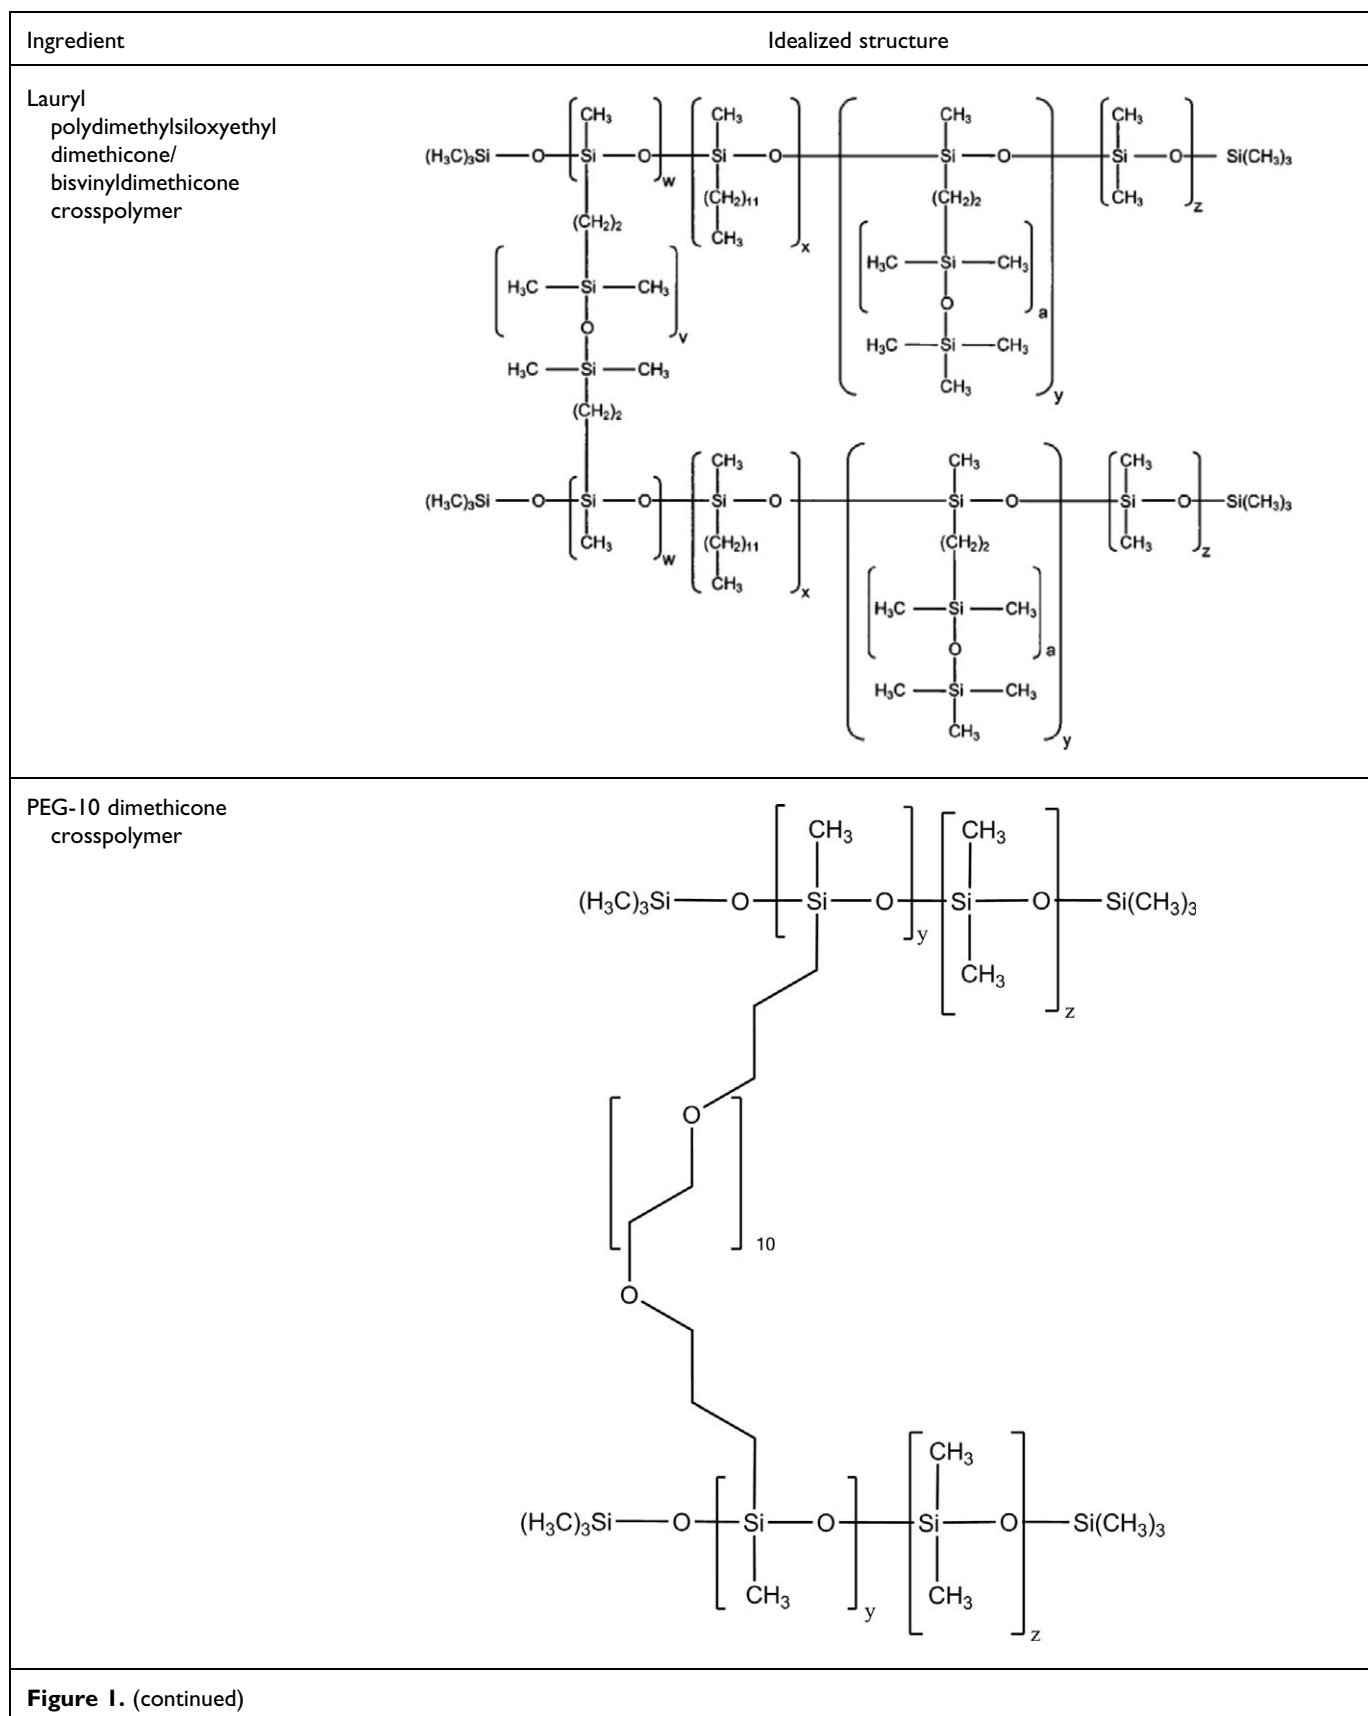 Ingredient Idealized structure
Lauryl
polydimethylsiloxyethyl
dimethicone/
bisvinyldimethicone
crosspolymer
CH₃ CH₃ CH₃ CH₃
(H₃C)₃Si O Si O w Si O Si O Si O Si(CH₃)₃
(CH₂)₁₁ (CH₂)₂ CH₃ z
(CH₂)₂ CH₃ x
H₃C Si CH₃ H₃C Si CH₃
O v O a
H₃C Si CH₃ H₃C Si CH₃
(CH₂)₂ CH₃ y
CH₃ CH₃ CH₃
(H₃C)₃Si O Si O Si O Si O Si O Si(CH₃)₃
CH₃ w (CH₂)₁₁ (CH₂)₂ CH₃ z
CH₃ x
H₃C Si CH₃
O a
H₃C Si CH₃
CH₃ y
PEG-10 dimethicone
crosspolymer
CH₃ CH₃
(H₃C)₃Si O Si O y Si O Si(CH₃)₃
CH₃ z
O
10
O
CH₃
(H₃C)₃Si O Si O Si O Si(CH₃)₃
CH₃ y CH₃ z
Figure 1. (continued)